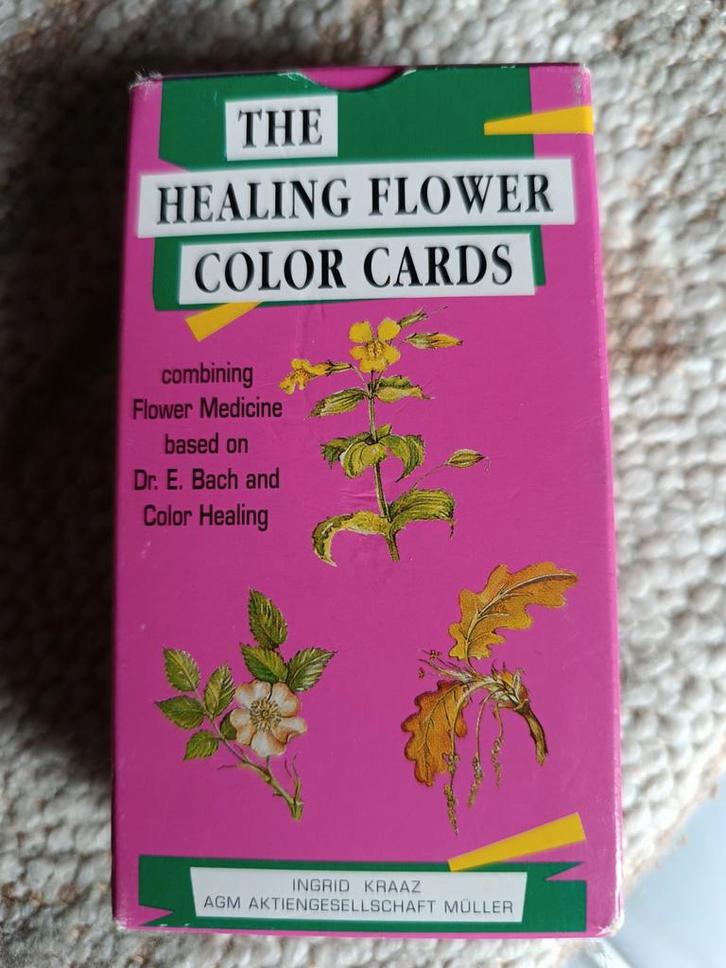 THE
HEALING FLOWER
COLOR CARDS
combining
Flower Medicine
based on
Dr. E. Bach and
Color Healing
INGRID KRAAZ
AGM AKTIENGESELLSCHAFT MÜLLER